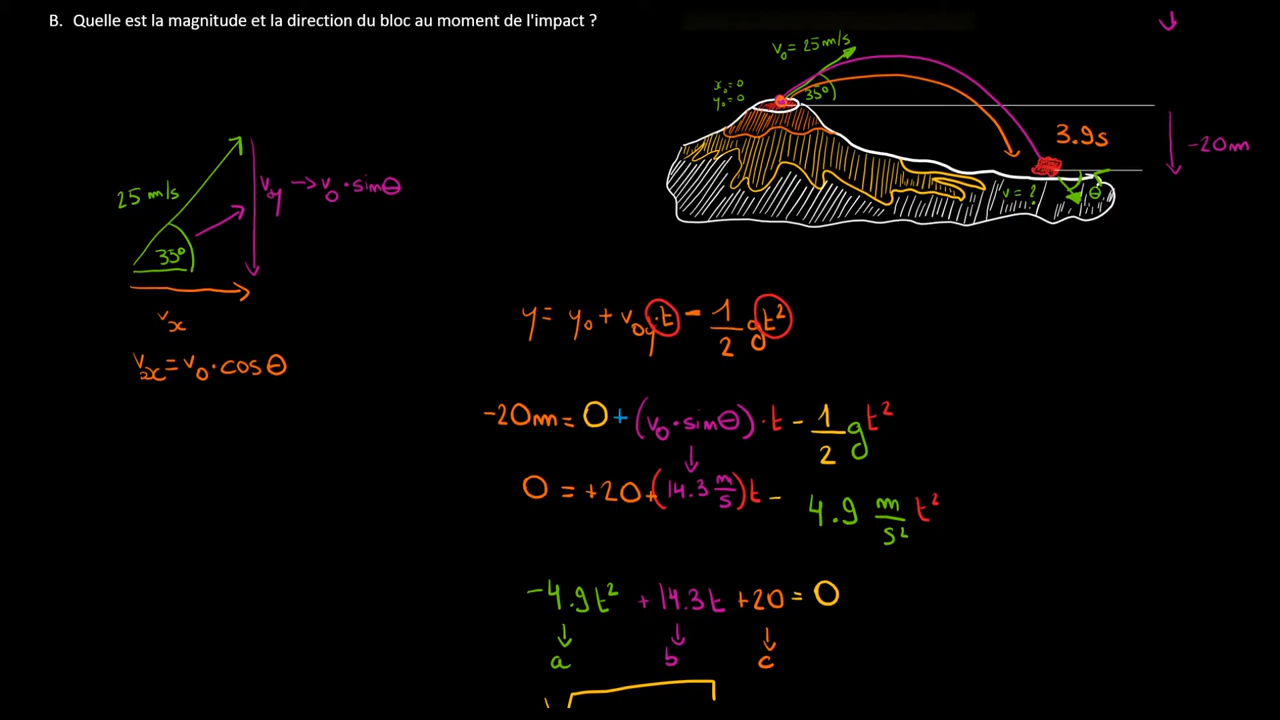 B. Quelle est la magnitude et la direction du bloc au moment de l'impact ?
v₀ = 25 m/s
x₀ = 0
y₀ = 0
35°
3.9s
-20m
v = ?
θ
25 m/s
35°
v₀y → v₀ · sinθ
vx
vx = v₀ · cosθ
y = y₀ + v₀y · t - 1/2 gt²
-20m = 0 + (v₀ · sinθ) · t - 1/2 gt²
0 = +20 + (14.3 m/s) t - 4.9 m/s² t²
-4.9t² + 14.3t + 20 = 0
a b c